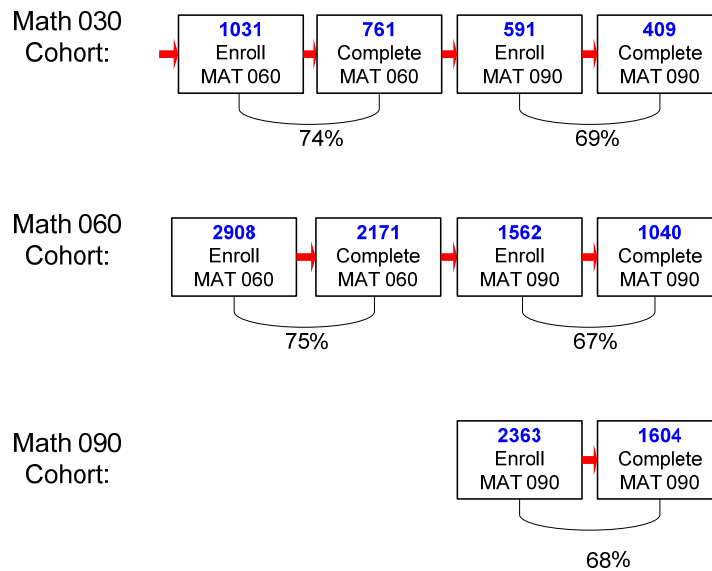 Math 030
Cohort:
1031
Enroll
MAT 060
761
Complete
MAT 060
591
Enroll
MAT 090
409
Complete
MAT 090
74%
69%
Math 060
Cohort:
2908
Enroll
MAT 060
2171
Complete
MAT 060
1562
Enroll
MAT 090
1040
Complete
MAT 090
75%
67%
Math 090
Cohort:
2363
Enroll
MAT 090
1604
Complete
MAT 090
68%